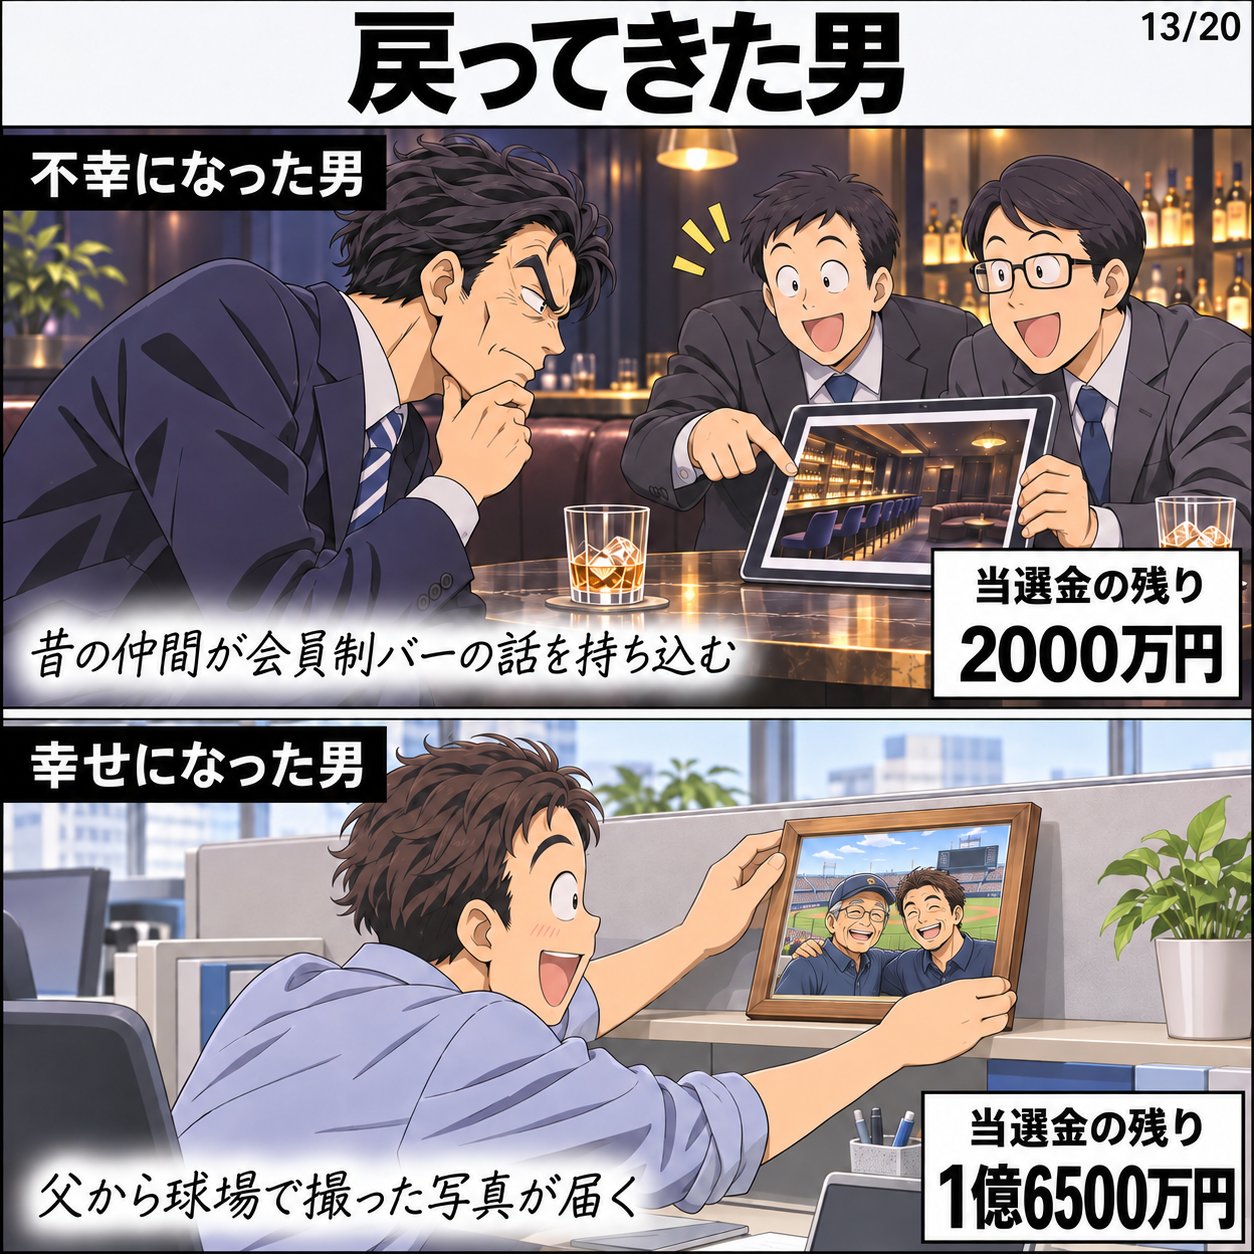 戻ってきた男
13/20
不幸になった男
昔の仲間が会員制バーの話を持ち込む
当選金の残り
2000万円
幸せになった男
父から球場で撮った写真が届く
当選金の残り
1億6500万円